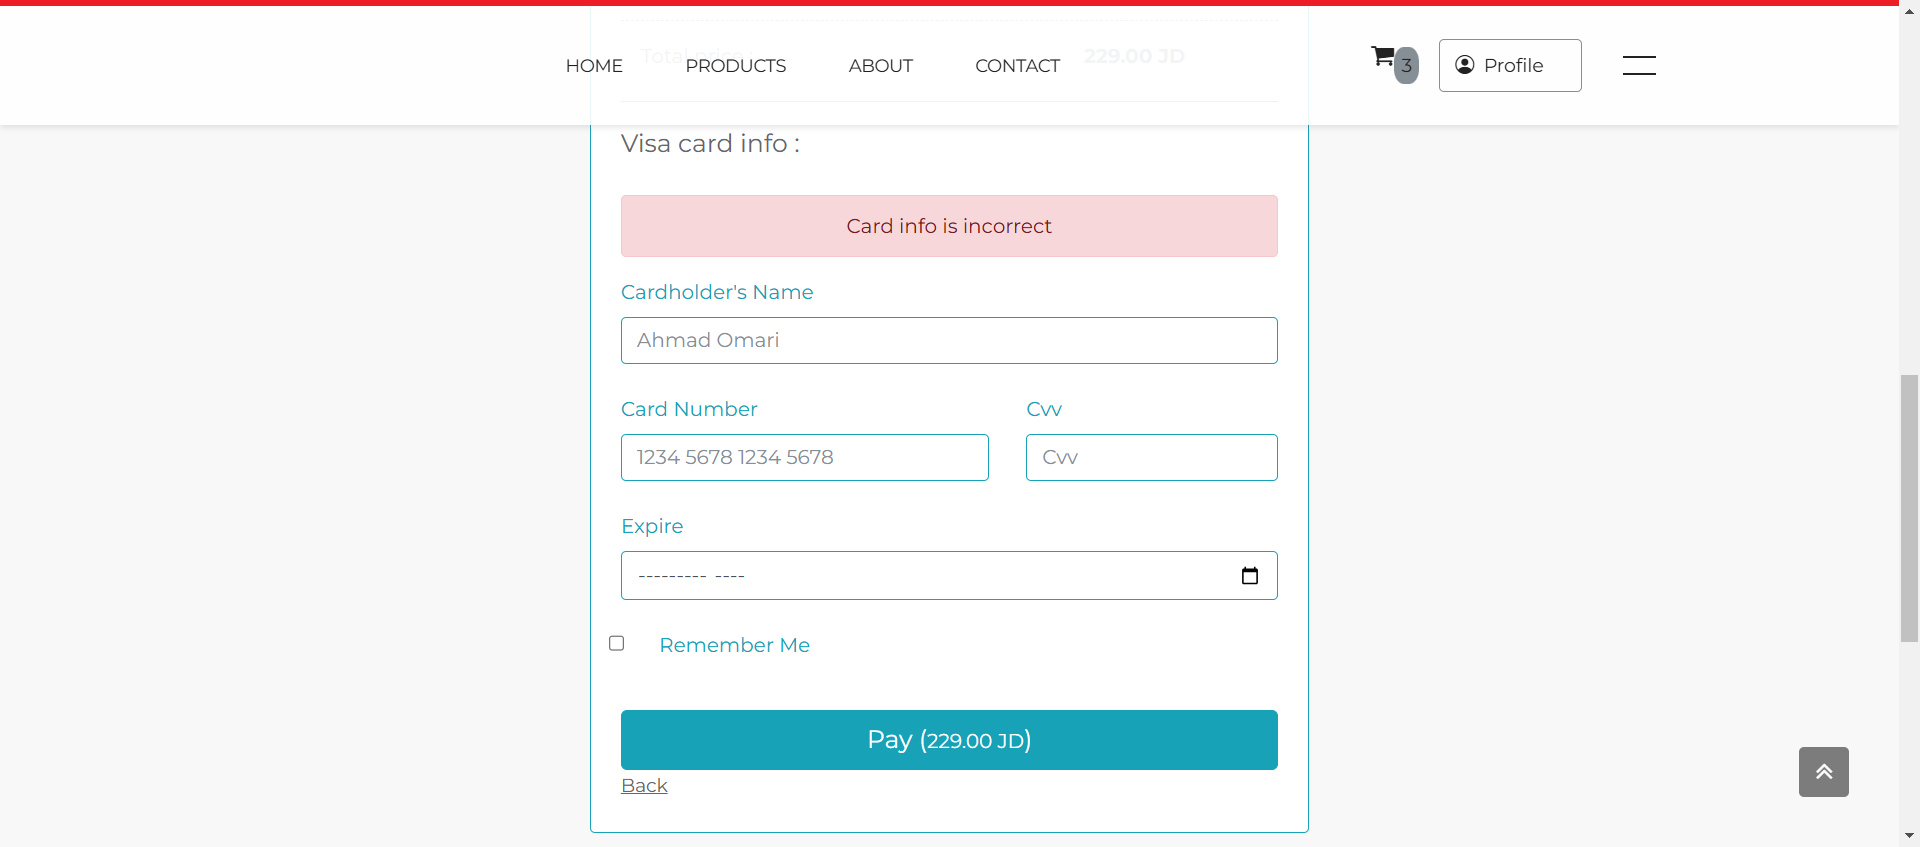 Total price :
229.00 JD
HOME PRODUCTS ABOUT CONTACT 3 Profile
Visa card info :
Card info is incorrect
Cardholder's Name
Ahmad Omari
Card Number Cvv
1234 5678 1234 5678 Cvv
Expire
--------- ----
Remember Me
Pay (229.00 JD)
Back